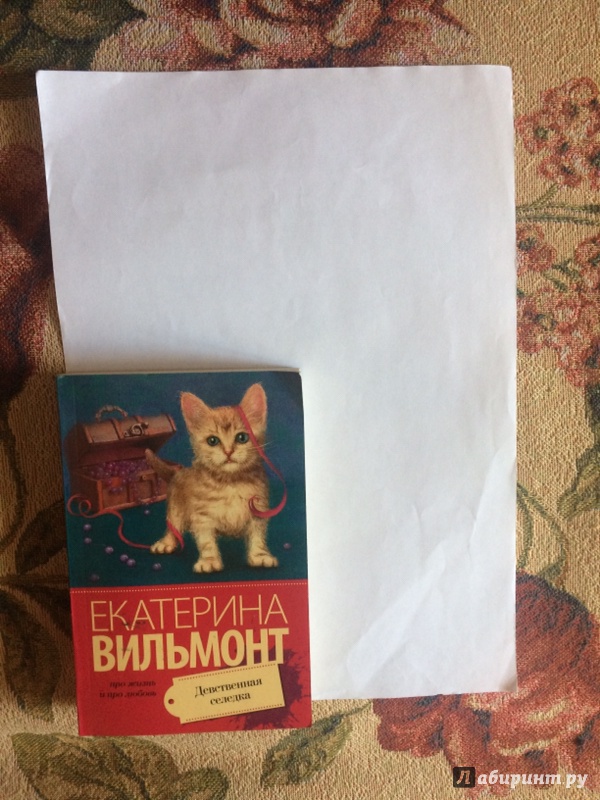 ЕКАТЕРИНА
ВИЛЬМОНТ
про жизнь
и про любовь
Девственная
селедка
Лабиринт.ру